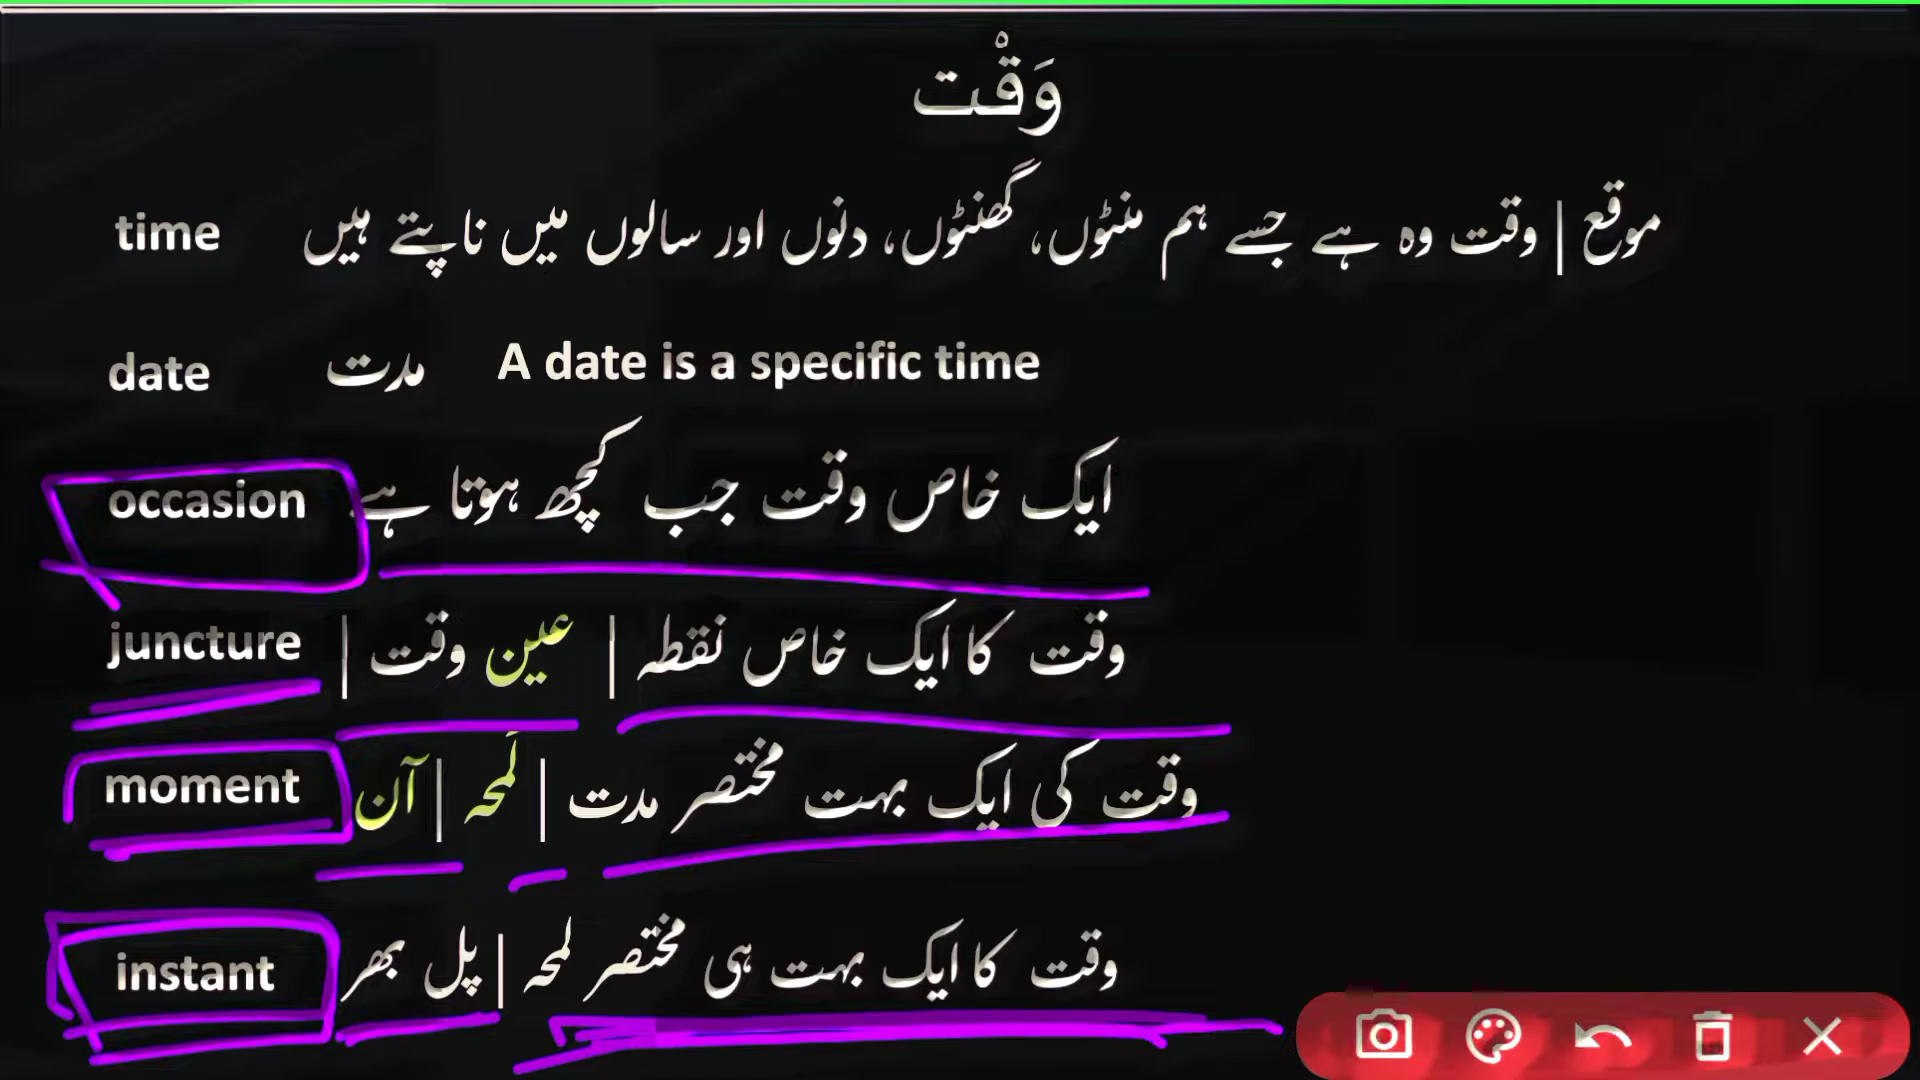 وَقْت
time موقع | وقت وہ ہے جسے ہم منٹوں، گھنٹوں، دنوں اور سالوں میں ناپتے ہیں
date مدت A date is a specific time
occasion ایک خاص وقت جب کچھ ہوتا ہے
juncture وقت کا ایک خاص نقطہ | عین وقت |
moment وقت کی ایک بہت مختصر مدت | لَمحہ | آن
instant وقت کا ایک بہت ہی مختصر لمحہ | پل بھر